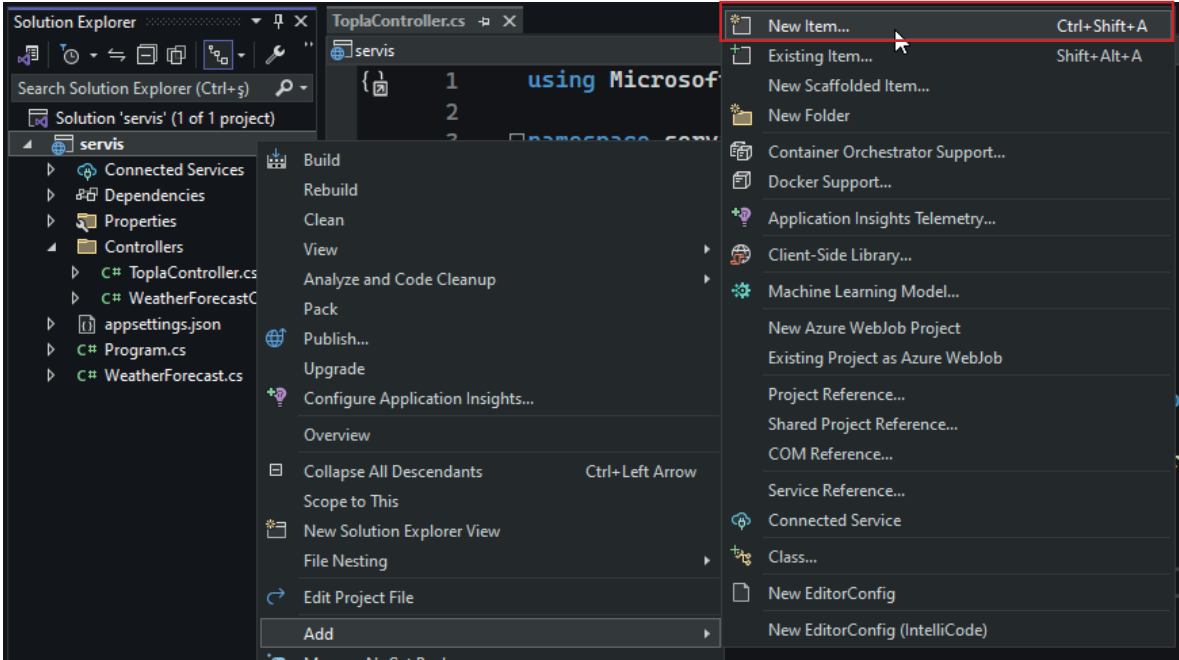 Solution Explorer
Search Solution Explorer (Ctrl+ş)
Solution 'servis' (1 of 1 project)
servis
Connected Services
Dependencies
Properties
Controllers
C# ToplaController.cs
C# WeatherForecastC
appsettings.json
C# Program.cs
C# WeatherForecast.cs
ToplaController.cs
servis
1 using Microsof
2
3 namespace serv
Build
Rebuild
Clean
View
Analyze and Code Cleanup
Pack
Publish...
Upgrade
Configure Application Insights...
Overview
Collapse All Descendants Ctrl+Left Arrow
Scope to This
New Solution Explorer View
File Nesting
Edit Project File
Add
New Item... Ctrl+Shift+A
Existing Item... Shift+Alt+A
New Scaffolded Item...
New Folder
Container Orchestrator Support...
Docker Support...
Application Insights Telemetry...
Client-Side Library...
Machine Learning Model...
New Azure WebJob Project
Existing Project as Azure WebJob
Project Reference...
Shared Project Reference...
COM Reference...
Service Reference...
Connected Service
Class...
New EditorConfig
New EditorConfig (IntelliCode)